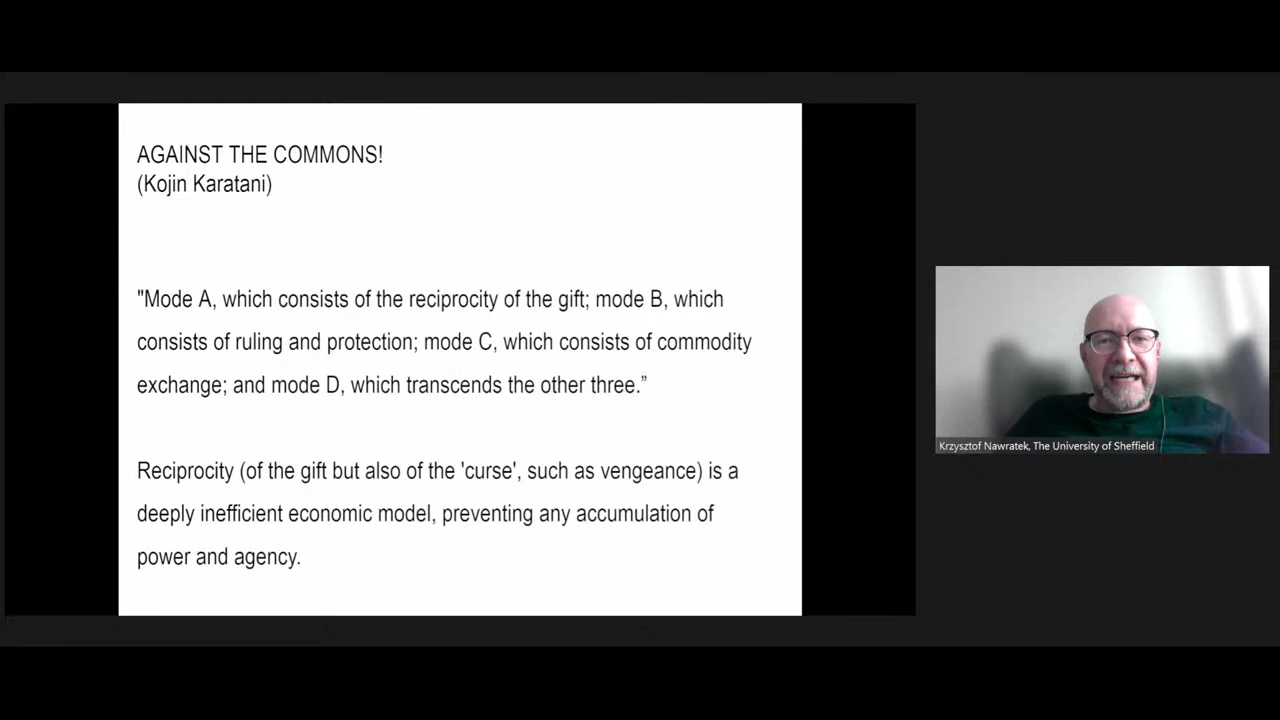 AGAINST THE COMMONS!
(Kojin Karatani)
"Mode A, which consists of the reciprocity of the gift; mode B, which
consists of ruling and protection; mode C, which consists of commodity
exchange; and mode D, which transcends the other three.”
Reciprocity (of the gift but also of the 'curse', such as vengeance) is a
deeply inefficient economic model, preventing any accumulation of
power and agency.
Krzysztof Nawratek, The University of Sheffield